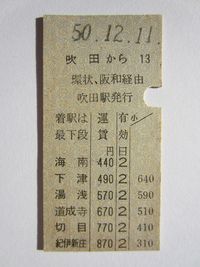 50.12.11
吹田から 13
環状、阪和経由
吹田駅発行
着駅は 運 有 小
最下段 賃 効
円 日
海南 440 2
下津 490 2 640
湯浅 570 2 590
道成寺 670 2 510
切目 770 2 410
紀伊新庄 870 2 310